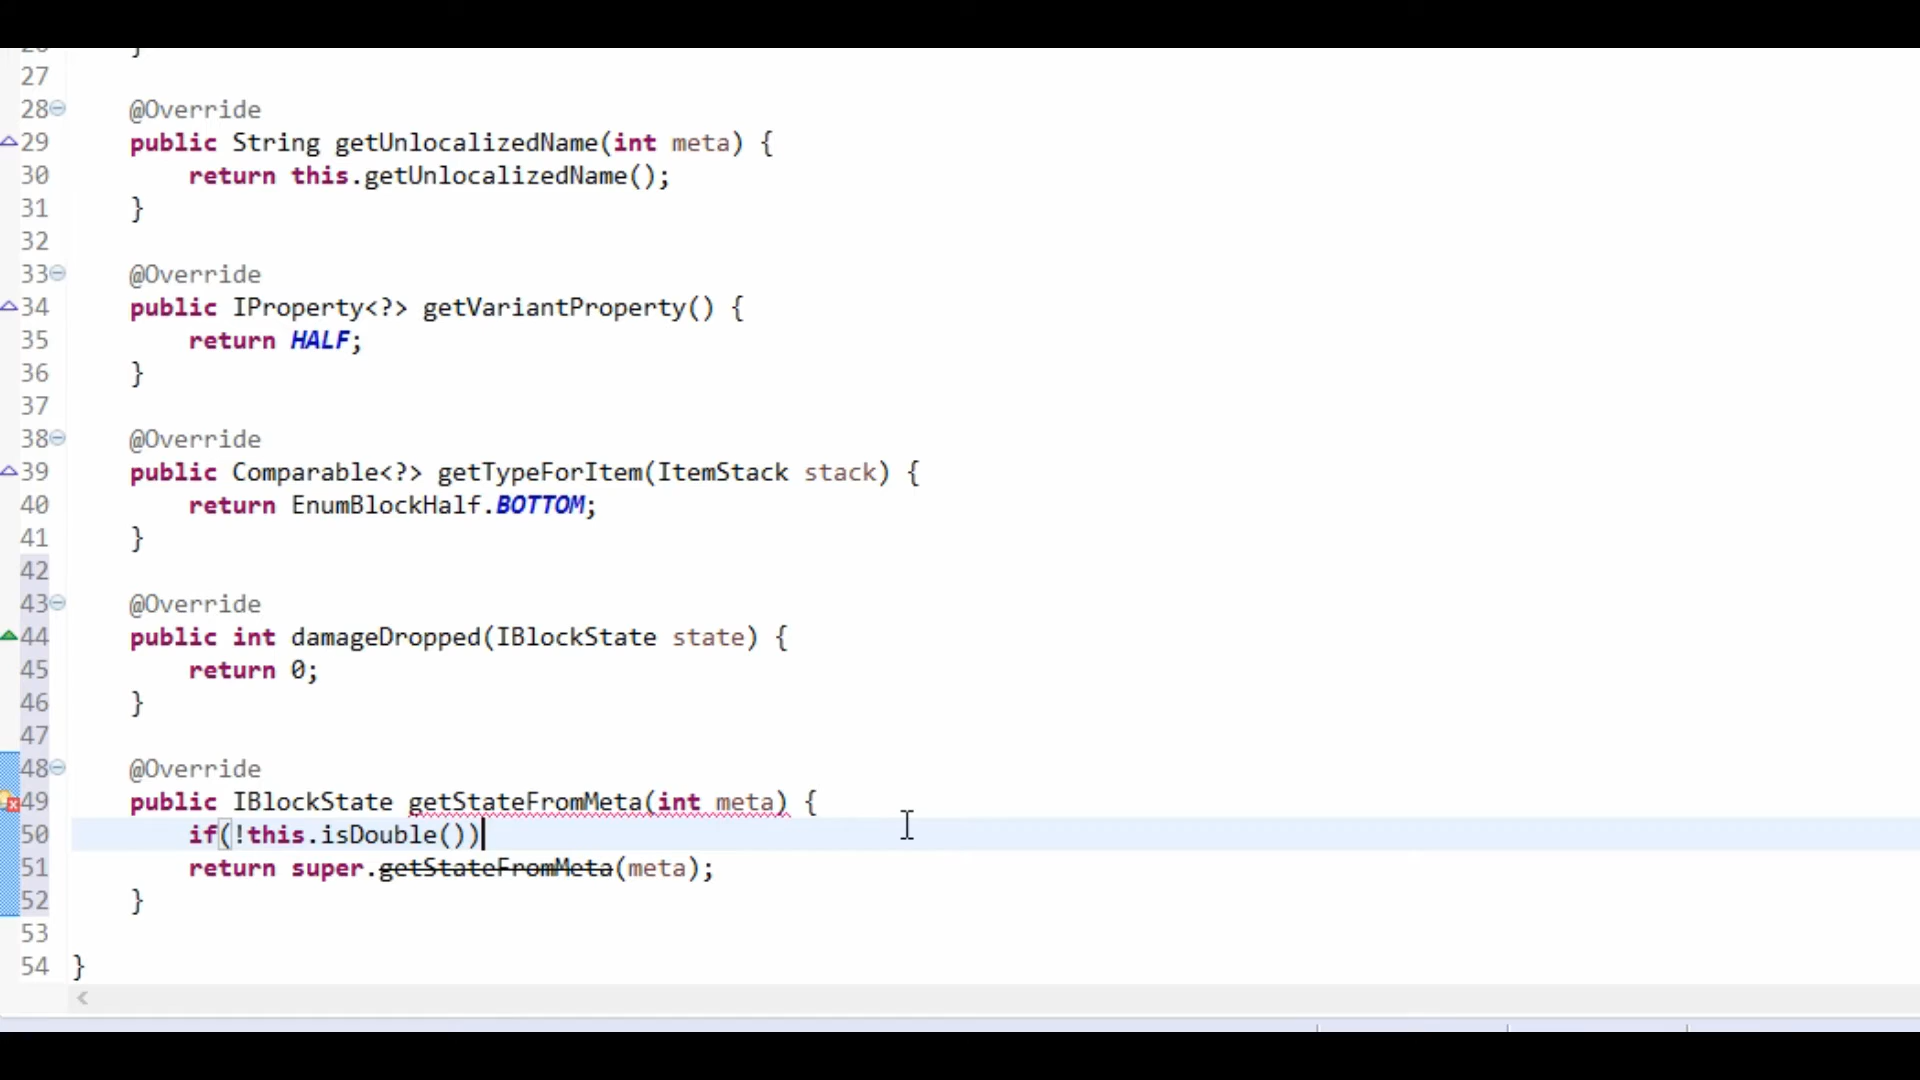 27
28 @Override
29 public String getUnlocalizedName(int meta) {
30 return this.getUnlocalizedName();
31 }
32
33 @Override
34 public IProperty<?> getVariantProperty() {
35 return HALF;
36 }
37
38 @Override
39 public Comparable<?> getTypeForItem(ItemStack stack) {
40 return EnumBlockHalf.BOTTOM;
41 }
42
43 @Override
44 public int damageDropped(IBlockState state) {
45 return 0;
46 }
47
48 @Override
49 public IBlockState getStateFromMeta(int meta) {
50 if(!this.isDouble())
51 return super.getStateFromMeta(meta);
52 }
53
54 }